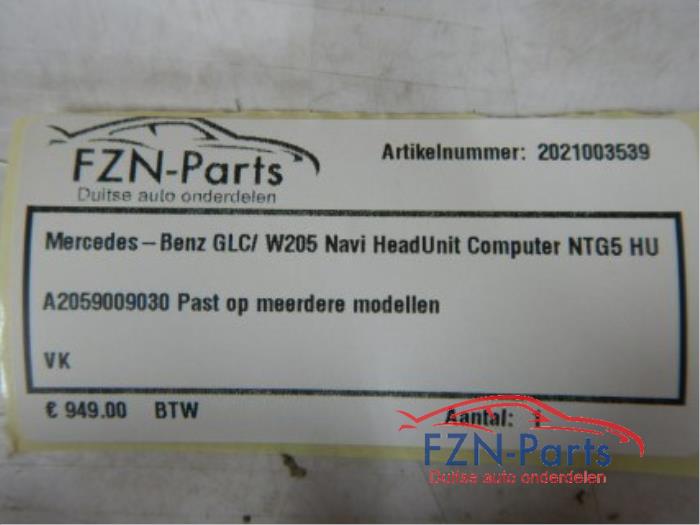 FZN-Parts
Duitse auto onderdelen
Artikelnummer: 2021003539
Mercedes-Benz GLC/ W205 Navi HeadUnit Computer NTG5 HU
A2059009030 Past op meerdere modellen
VK
€ 949.00 BTW
Aantal: 1
FZN-Parts
Duitse auto onderdelen